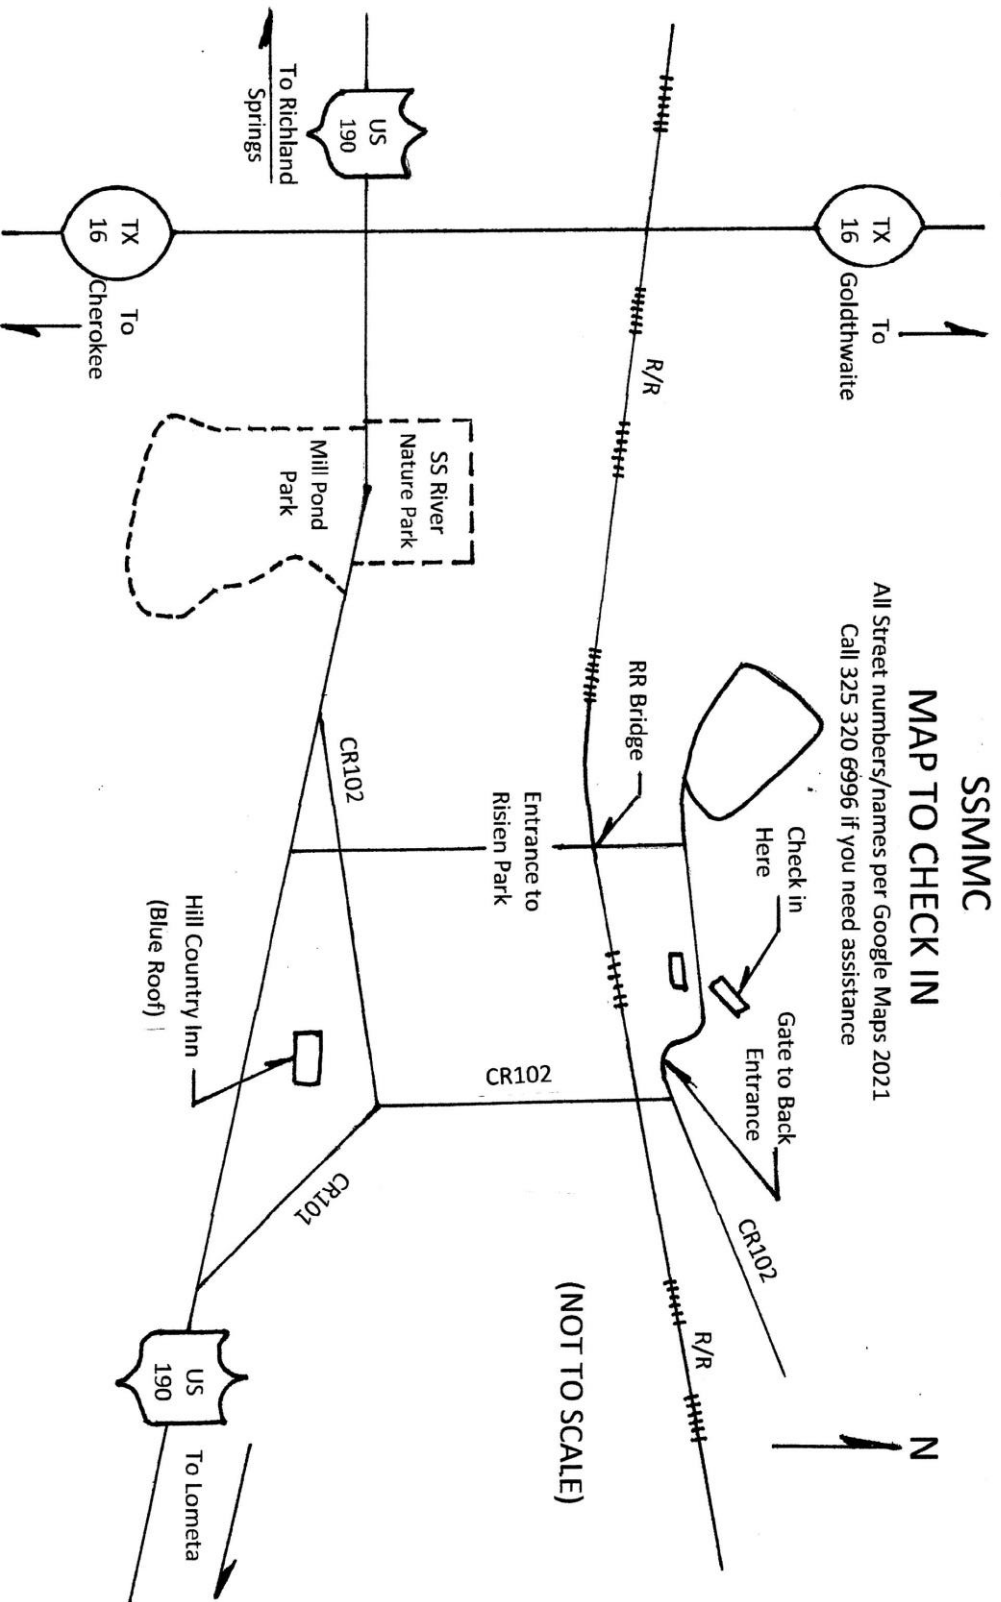 SSMMC
MAP TO CHECK IN
All Street numbers/names per Google Maps 2021
Call 325 320 6996 if you need assistance
N
TX
16
To
Goldthwaite
R/R
RR Bridge
Check in
Here
Gate to Back
Entrance
CR102
R/R
(NOT TO SCALE)
Entrance to
Risien Park
CR102
US
190
To Richland
Springs
SS River
Nature Park
Mill Pond
Park
CR102
CR101
Hill Country Inn
(Blue Roof)
TX
16
To
Cherokee
US
190
To Lometa